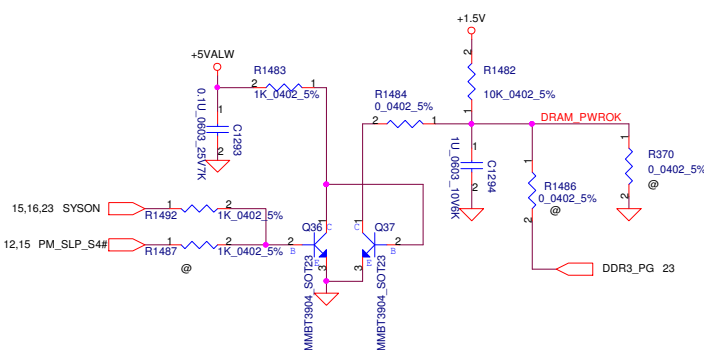 +1.5V
+5VALW
2
R1483
2
1
1K_0402_5%
R1482
10K_0402_5%
1
R1484
0_0402_5%
2
1
DRAM_PWROK
1
2
C1293
0.1U_0603_25V7K
1
2
C1294
1U_0603_10V6K
1
2
R1486
0_0402_5%
@
1
2
R370
0_0402_5%
@
15,16,23 SYSON
1
2
R1492
1K_0402_5%
12,15 PM_SLP_S4#
1
2
R1487
1K_0402_5%
@
Q36
1
C
2
B
E
3
MMBT3904_SOT23
Q37
1
C
2
B
E
3
MMBT3904_SOT23
DDR3_PG 23